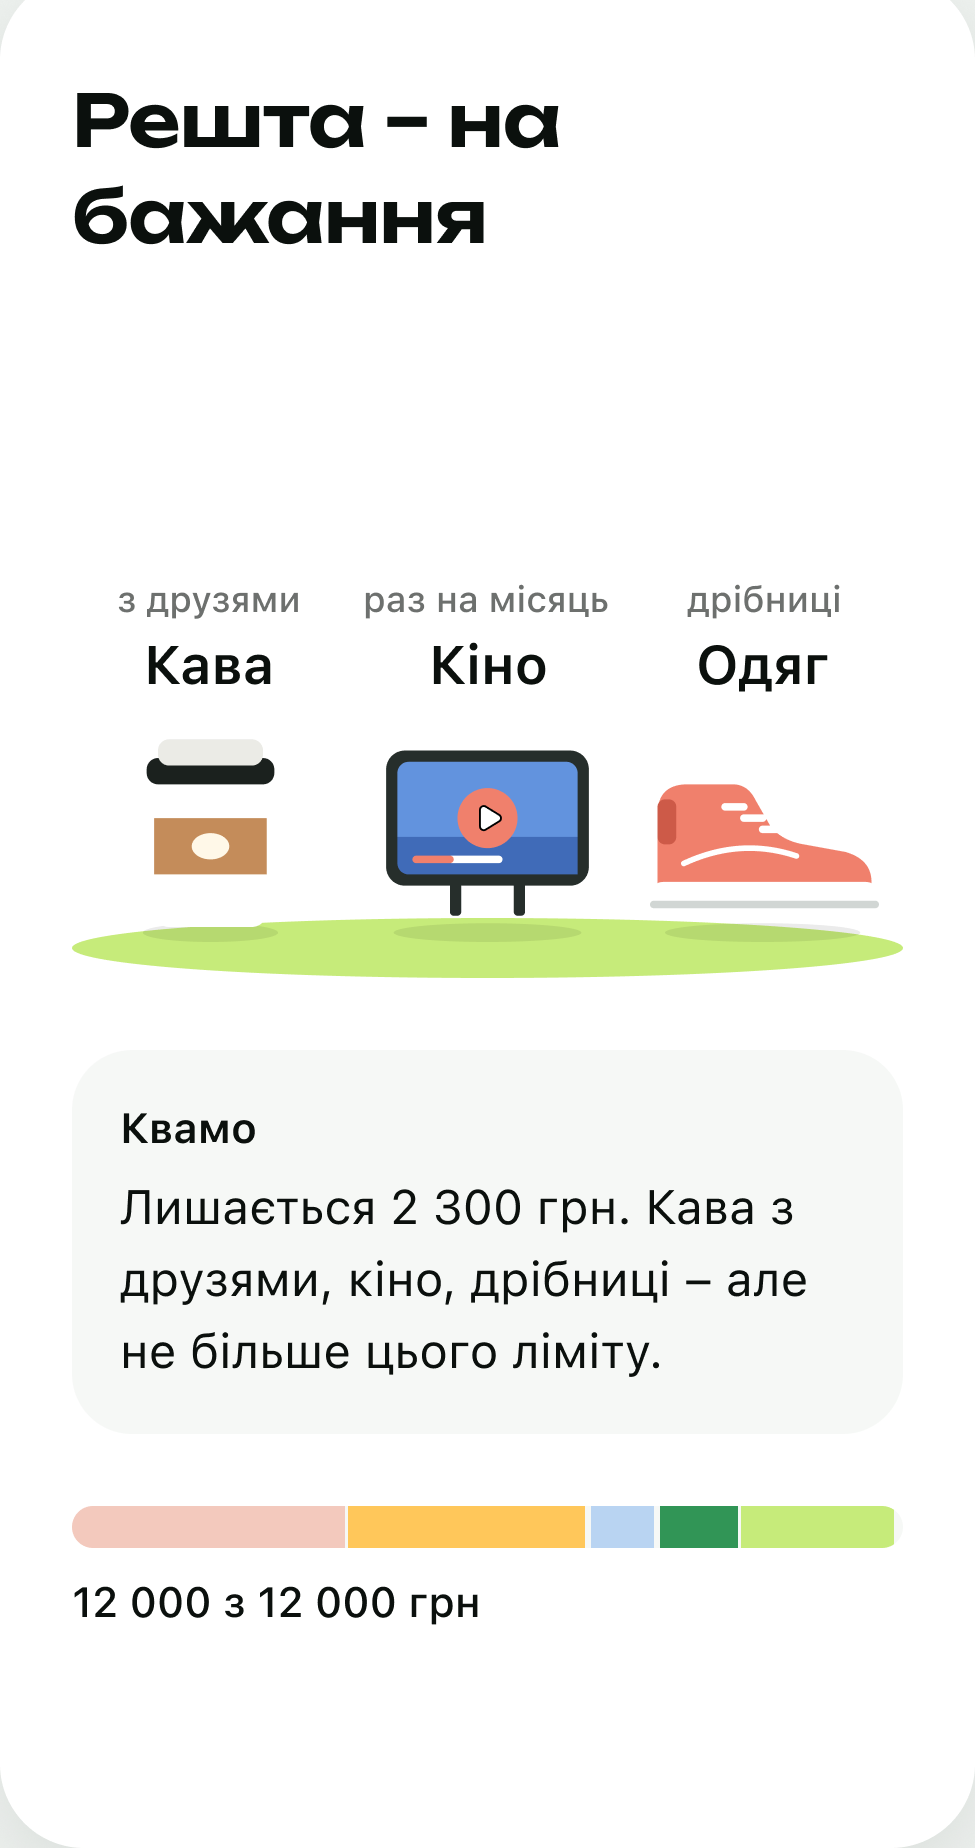 Решта – на
бажання
з друзями
раз на місяць
дрібниці
Кава
Кіно
Одяг
Квамо
Лишається 2 300 грн. Кава з
друзями, кіно, дрібниці – але
не більше цього ліміту.
12 000 з 12 000 грн